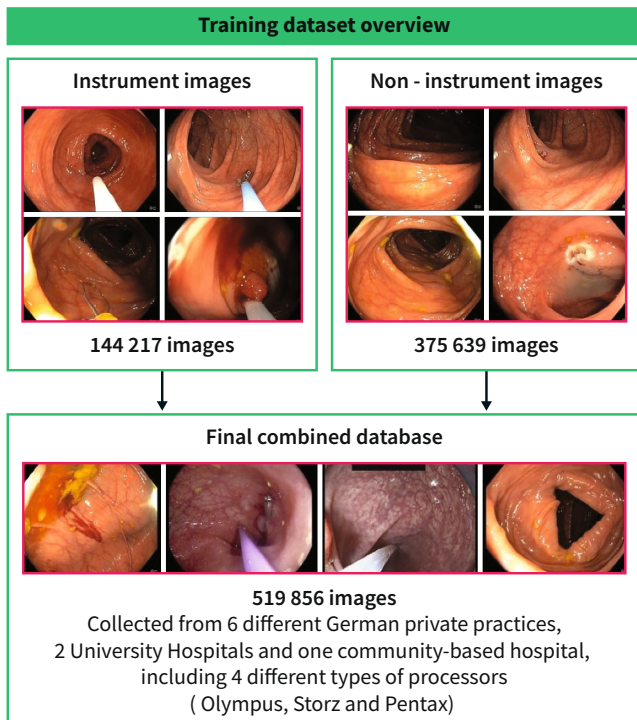 Training dataset overview
Instrument images
144 217 images
Non - instrument images
375 639 images
Final combined database
519 856 images
Collected from 6 different German private practices,
2 University Hospitals and one community-based hospital,
including 4 different types of processors
( Olympus, Storz and Pentax)